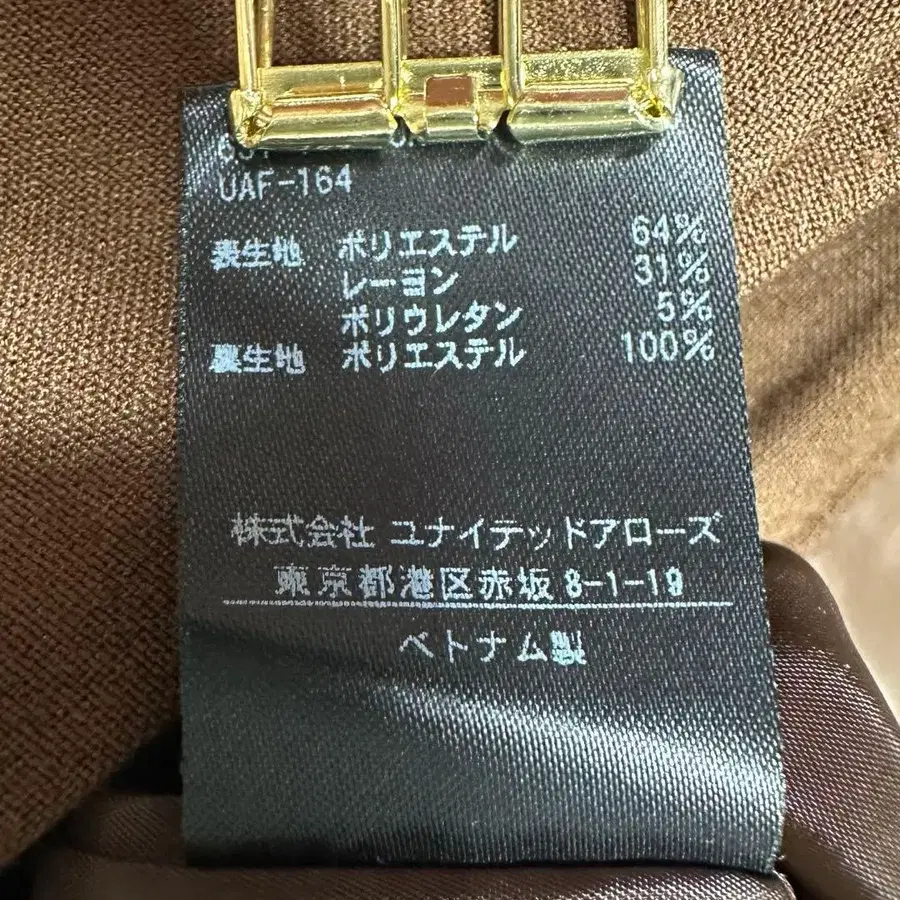 UAF-164
表生地 ポリエステル 64%
レーヨン 31%
ポリウレタン 5%
裏生地 ポリエステル 100%
株式会社 ユナイテッドアローズ
東京都港区赤坂 8-1-19
ベトナム製